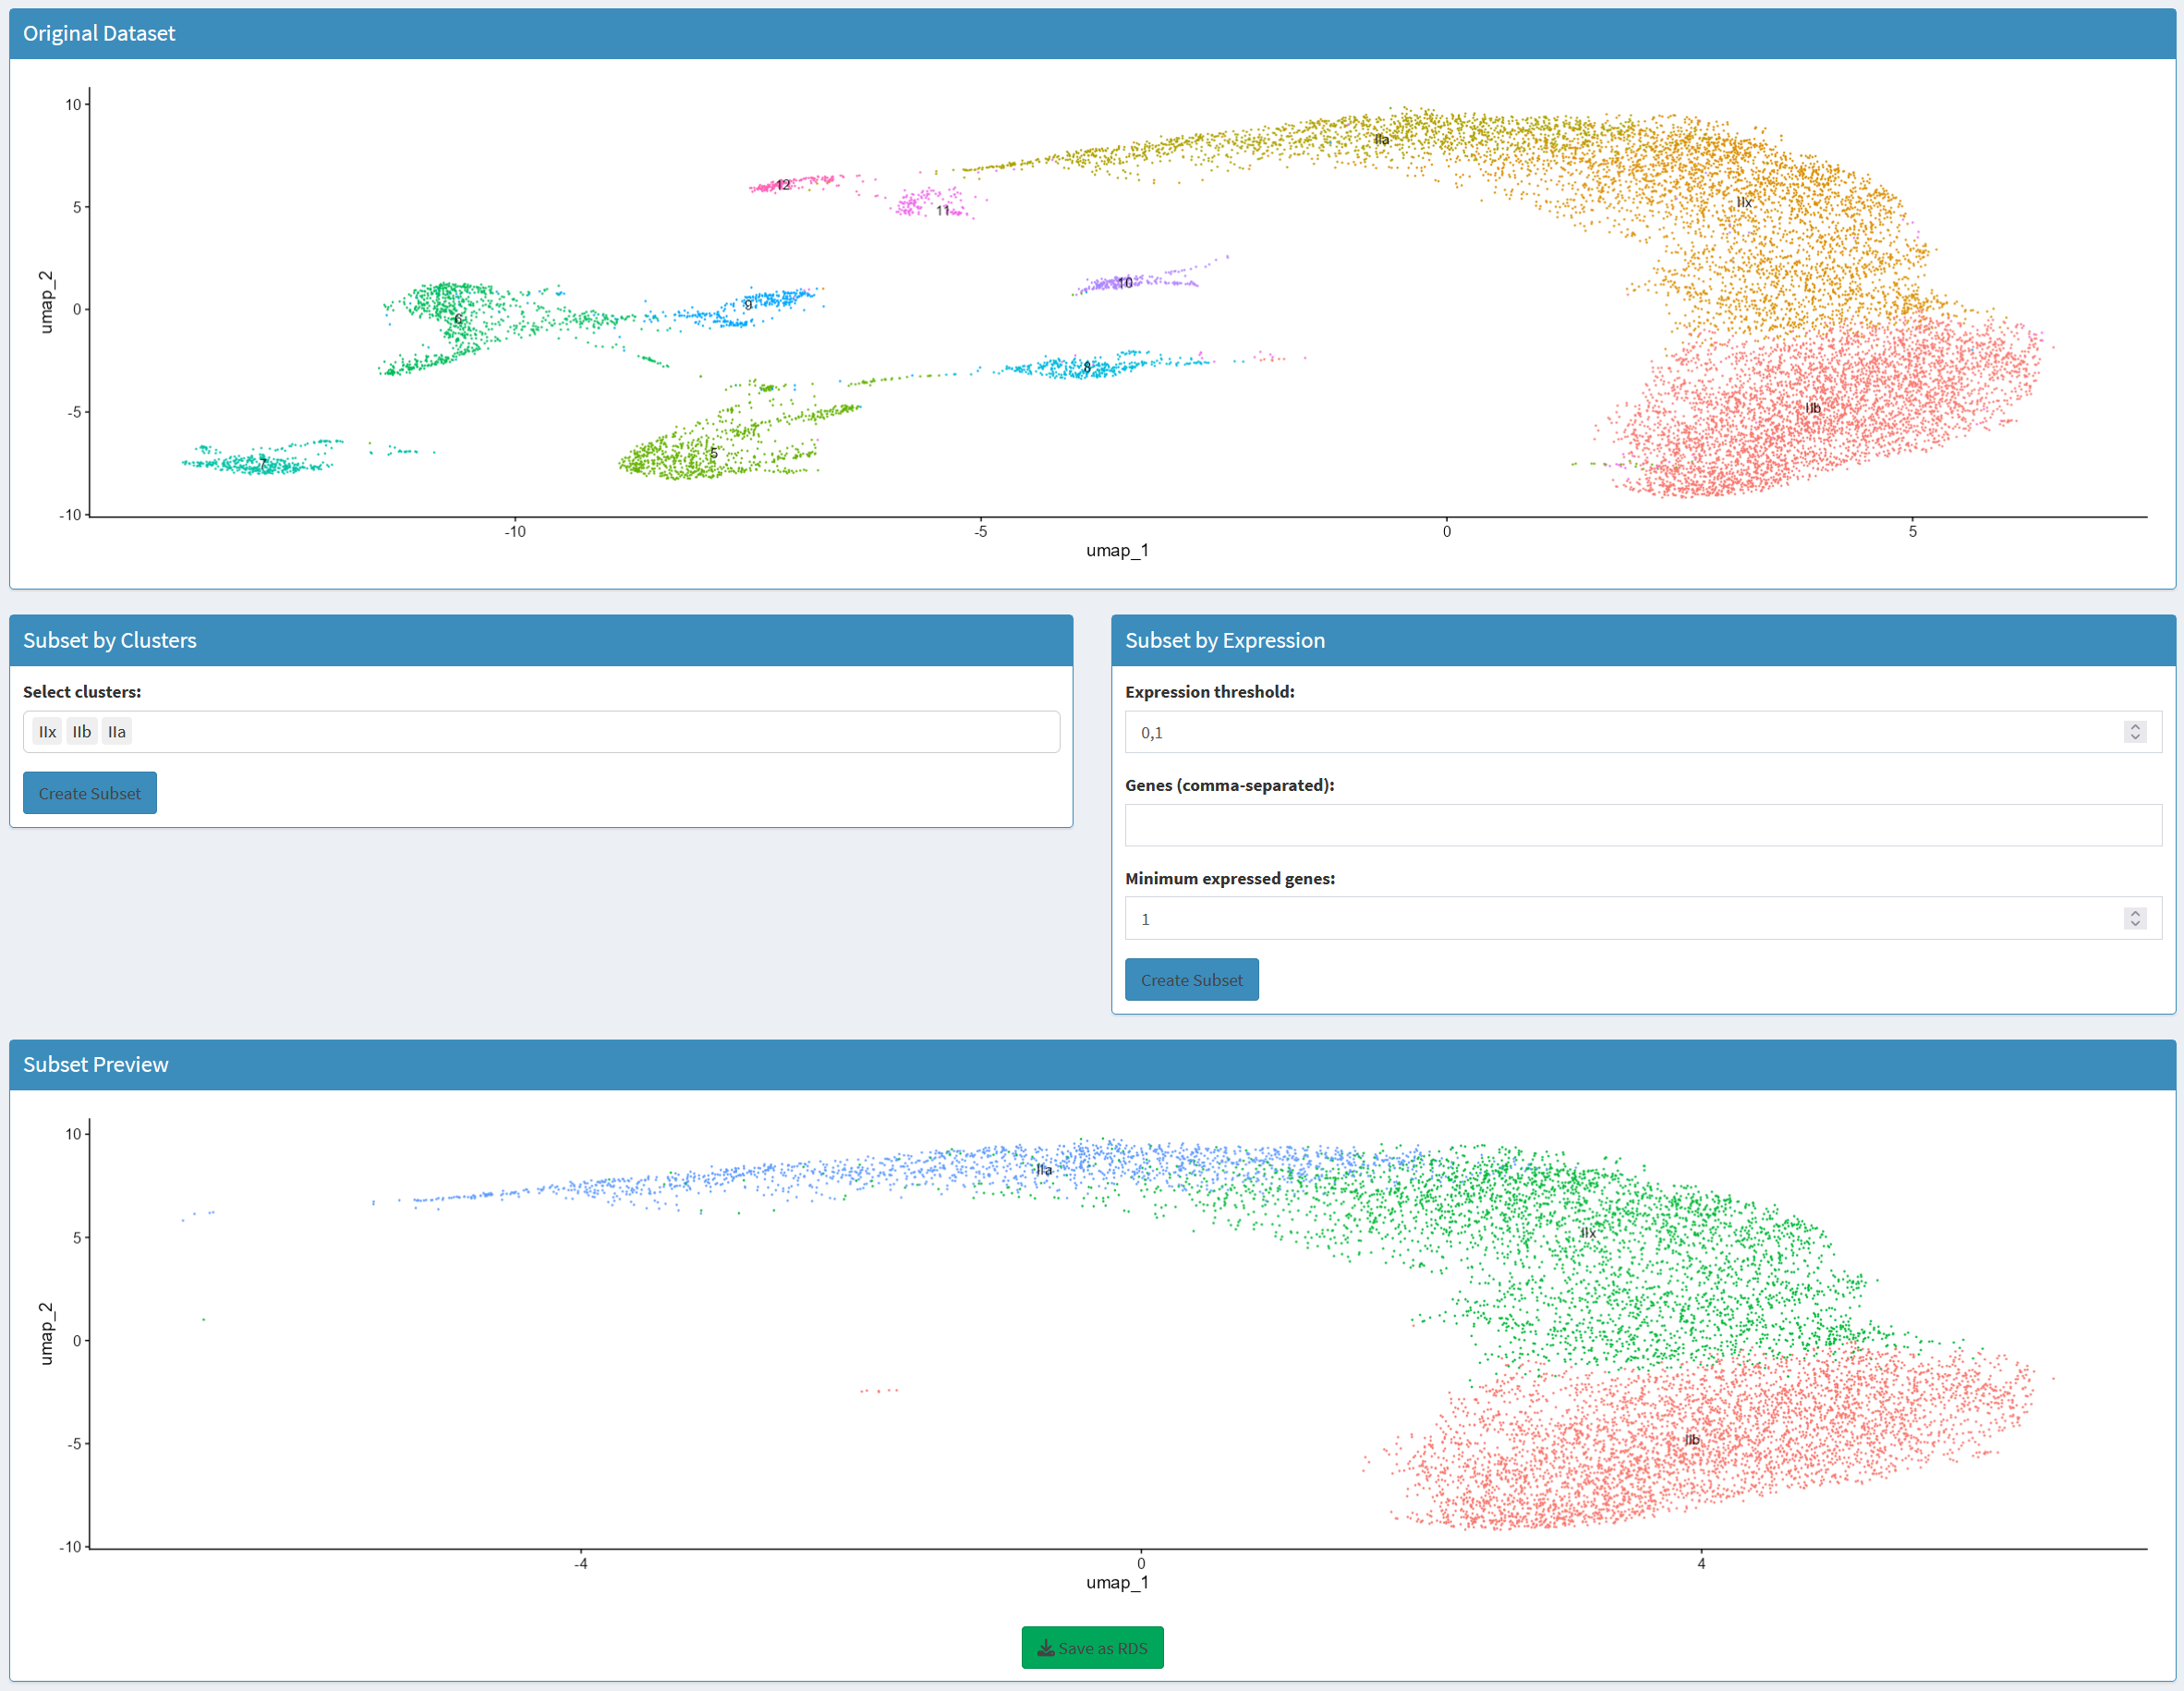 Original Dataset
10
5
0
-5
-10
umap_2
IIa
12
11
IIx
10
9
6
8
IIb
5
7
-10
-5
0
5
umap_1
Subset by Clusters
Select clusters:
IIx IIb IIa
Create Subset
Subset by Expression
Expression threshold:
0,1
Genes (comma-separated):
Minimum expressed genes:
1
Create Subset
Subset Preview
10
5
0
-5
-10
umap_2
IIa
IIx
IIb
-4
0
4
umap_1
Save as RDS